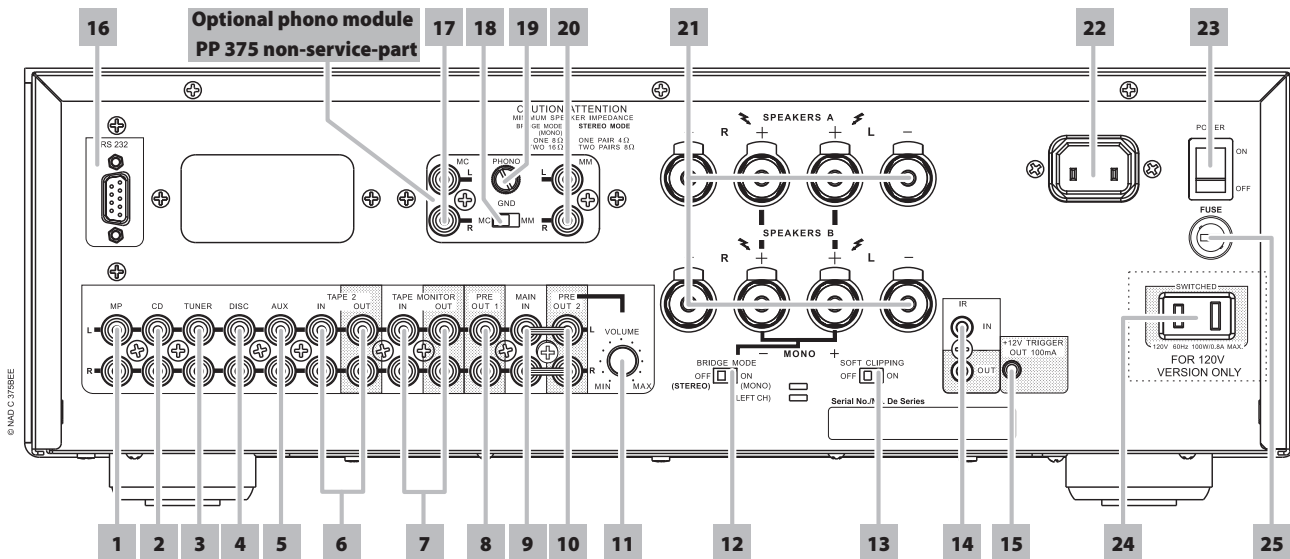 Optional phono module
PP 375 non-service-part
16
17
18
19
20
21
22
23
CAUTION ATTENTION
MINIMUM SPEAKER IMPEDANCE
BRIDGE MODE (MONO)
ONE 8Ω
TWO 16Ω
STEREO MODE
ONE PAIR 4Ω
TWO PAIRS 8Ω
RS 232
MC
L
R
PHONO
GND
MC
MM
MM
L
R
SPEAKERS A
−
R
+
+
L
−
SPEAKERS B
−
R
+
+
L
−
− MONO +
POWER
ON
OFF
FUSE
SWITCHED
120V 60Hz 100W/0.8A MAX.
FOR 120V
VERSION ONLY
MP
CD
TUNER
DISC
AUX
TAPE 2
IN
OUT
TAPE MONITOR
IN
OUT
PRE
OUT 1
MAIN
IN
PRE
OUT 2
L
R
L
R
VOLUME
MIN
MAX
BRIDGE MODE
OFF
ON
(STEREO)
(MONO)
LEFT CH)
SOFT CLIPPING
OFF
ON
IR
IN
OUT
+12V TRIGGER
OUT 100mA
Serial No./ De Series
© NAD C 375BEE
1
2
3
4
5
6
7
8
9
10
11
12
13
14
15
24
25